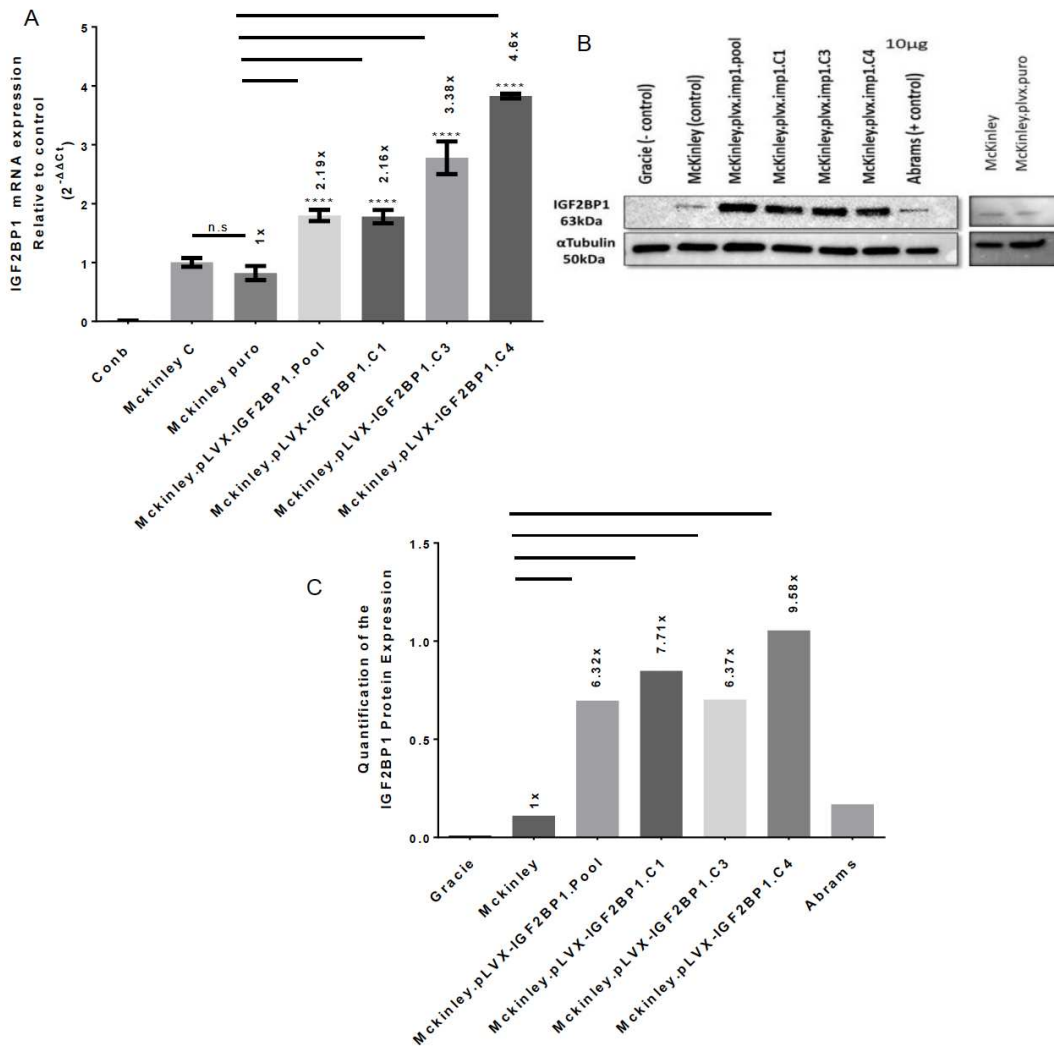 A
IGF2BP1 mRNA expression
Relative to control
(2^-ΔΔCt)
5
4
3
2
1
0
n.s
1x
2.19x
2.16x
3.38x
4.6x
****
****
****
****
Conb
Mckinley C
Mckinley puro
Mckinley.pLVX-IGF2BP1.Pool
Mckinley.pLVX-IGF2BP1.C1
Mckinley.pLVX-IGF2BP1.C3
Mckinley.pLVX-IGF2BP1.C4
B
10µg
Gracie (- control)
McKinley (control)
McKinley.plvx.imp1.pool
McKinley.plvx.imp1.C1
McKinley.plvx.imp1.C3
McKinley.plvx.imp1.C4
Abrams (+ control)
McKinley
McKinley.plvx.puro
IGF2BP1
63kDa
αTubulin
50kDa
C
Quantification of the
IGF2BP1 Protein Expression
1.5
1.0
0.5
0.0
1x
6.32x
7.71x
6.37x
9.58x
Gracie
Mckinley
Mckinley.pLVX-IGF2BP1.Pool
Mckinley.pLVX-IGF2BP1.C1
Mckinley.pLVX-IGF2BP1.C3
Mckinley.pLVX-IGF2BP1.C4
Abrams